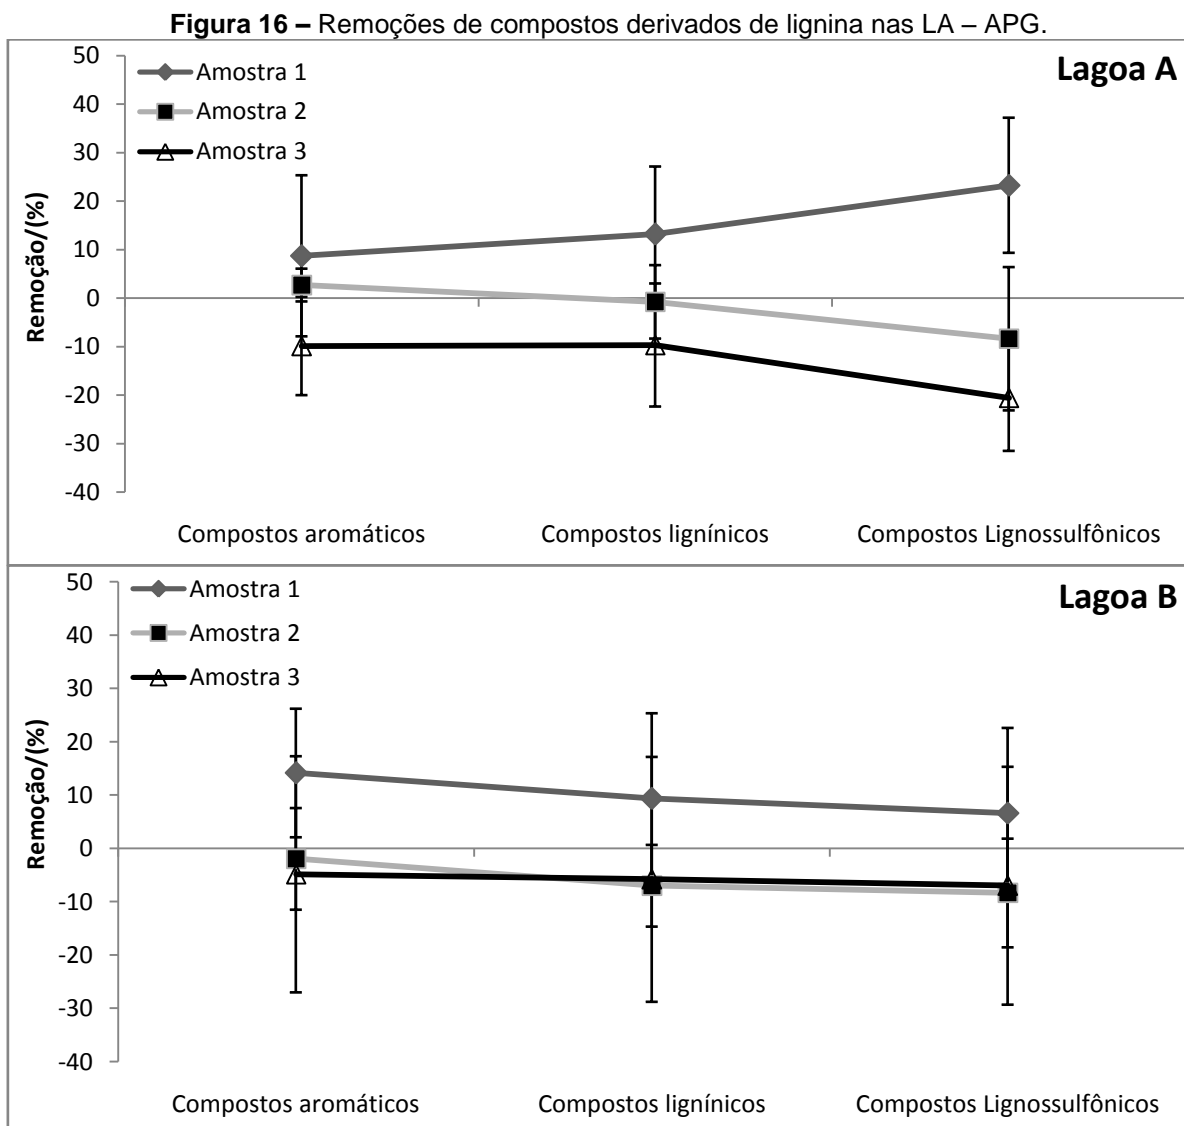 Figura 16 – Remoções de compostos derivados de lignina nas LA – APG.
Lagoa A
Amostra 1
Amostra 2
Amostra 3
Remoção/(%)
50
40
30
20
10
0
-10
-20
-30
-40
Compostos aromáticos Compostos lignínicos Compostos Lignossulfônicos
Lagoa B
Amostra 1
Amostra 2
Amostra 3
Remoção/(%)
50
40
30
20
10
0
-10
-20
-30
-40
Compostos aromáticos Compostos lignínicos Compostos Lignossulfônicos